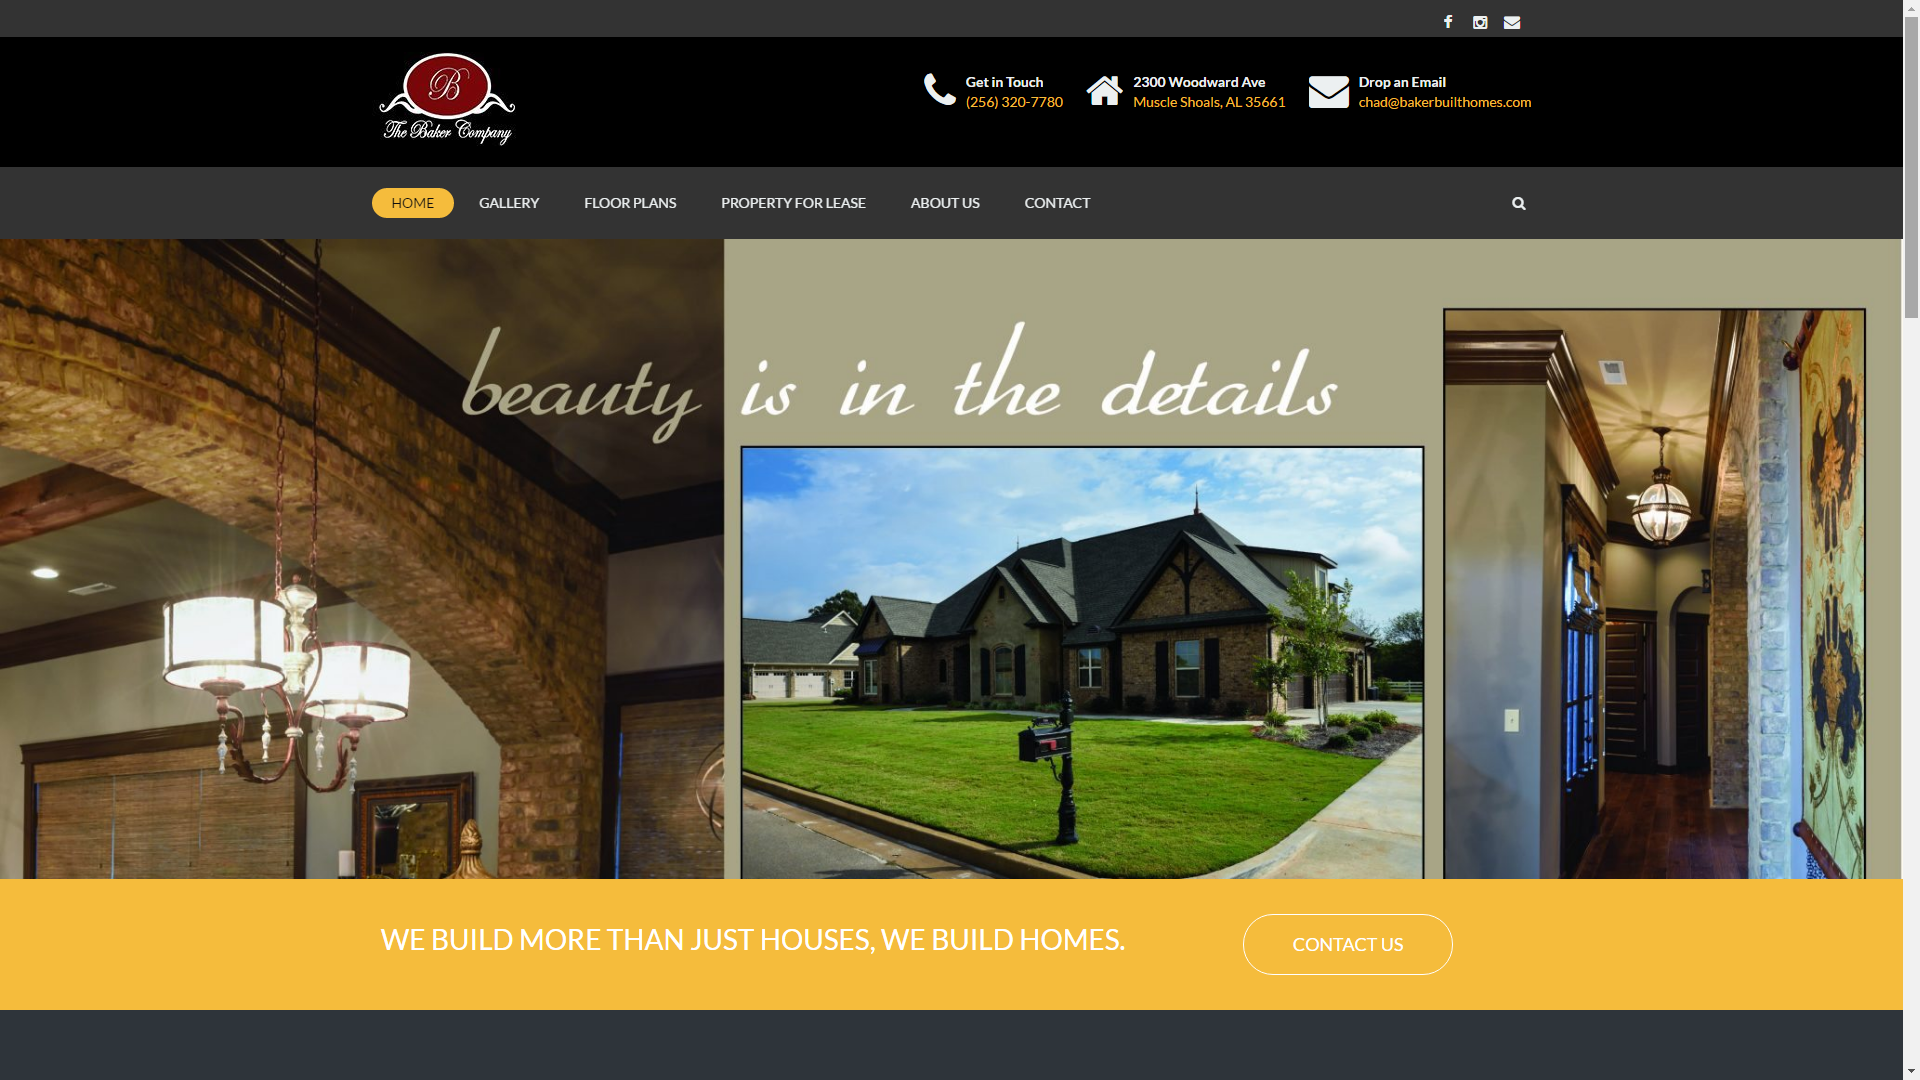 B
The Baker Company
Get in Touch
(256) 320-7780
2300 Woodward Ave
Muscle Shoals, AL 35661
Drop an Email
chad@bakerbuilthomes.com
HOME
GALLERY
FLOOR PLANS
PROPERTY FOR LEASE
ABOUT US
CONTACT
beauty is in the details
WE BUILD MORE THAN JUST HOUSES, WE BUILD HOMES.
CONTACT US